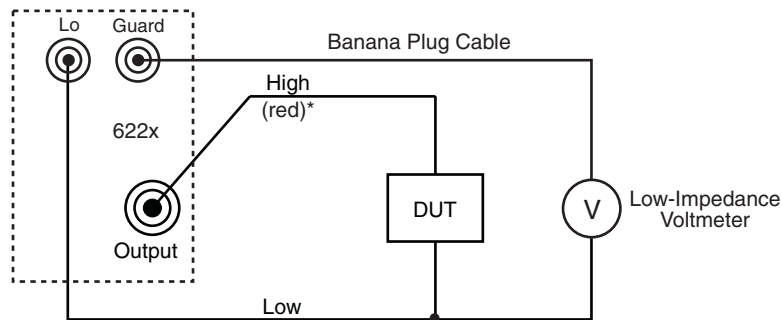 Lo
Guard
Banana Plug Cable
High
(red)*
622x
DUT
V
Low-Impedance
Voltmeter
Output
Low